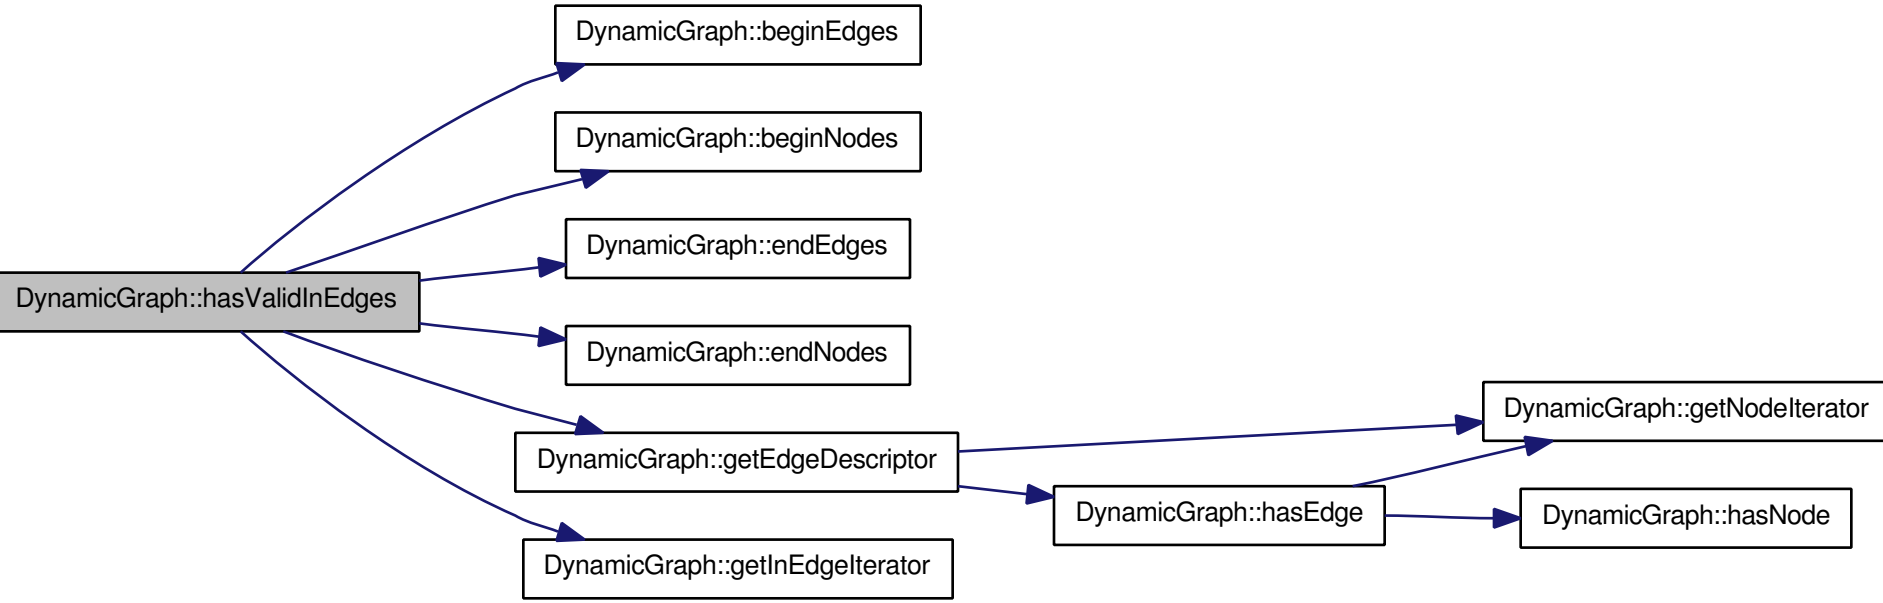 DynamicGraph::beginEdges
DynamicGraph::beginNodes
DynamicGraph::endEdges
DynamicGraph::hasValidInEdges
DynamicGraph::endNodes
DynamicGraph::getNodeIterator
DynamicGraph::getEdgeDescriptor
DynamicGraph::hasEdge
DynamicGraph::hasNode
DynamicGraph::getInEdgeIterator